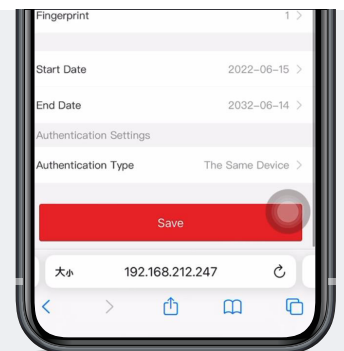 Fingerprint 1 >
Start Date 2022-06-15 >
End Date 2032-06-14 >
Authentication Settings
Authentication Type The Same Device >
Save
大小 192.168.212.247